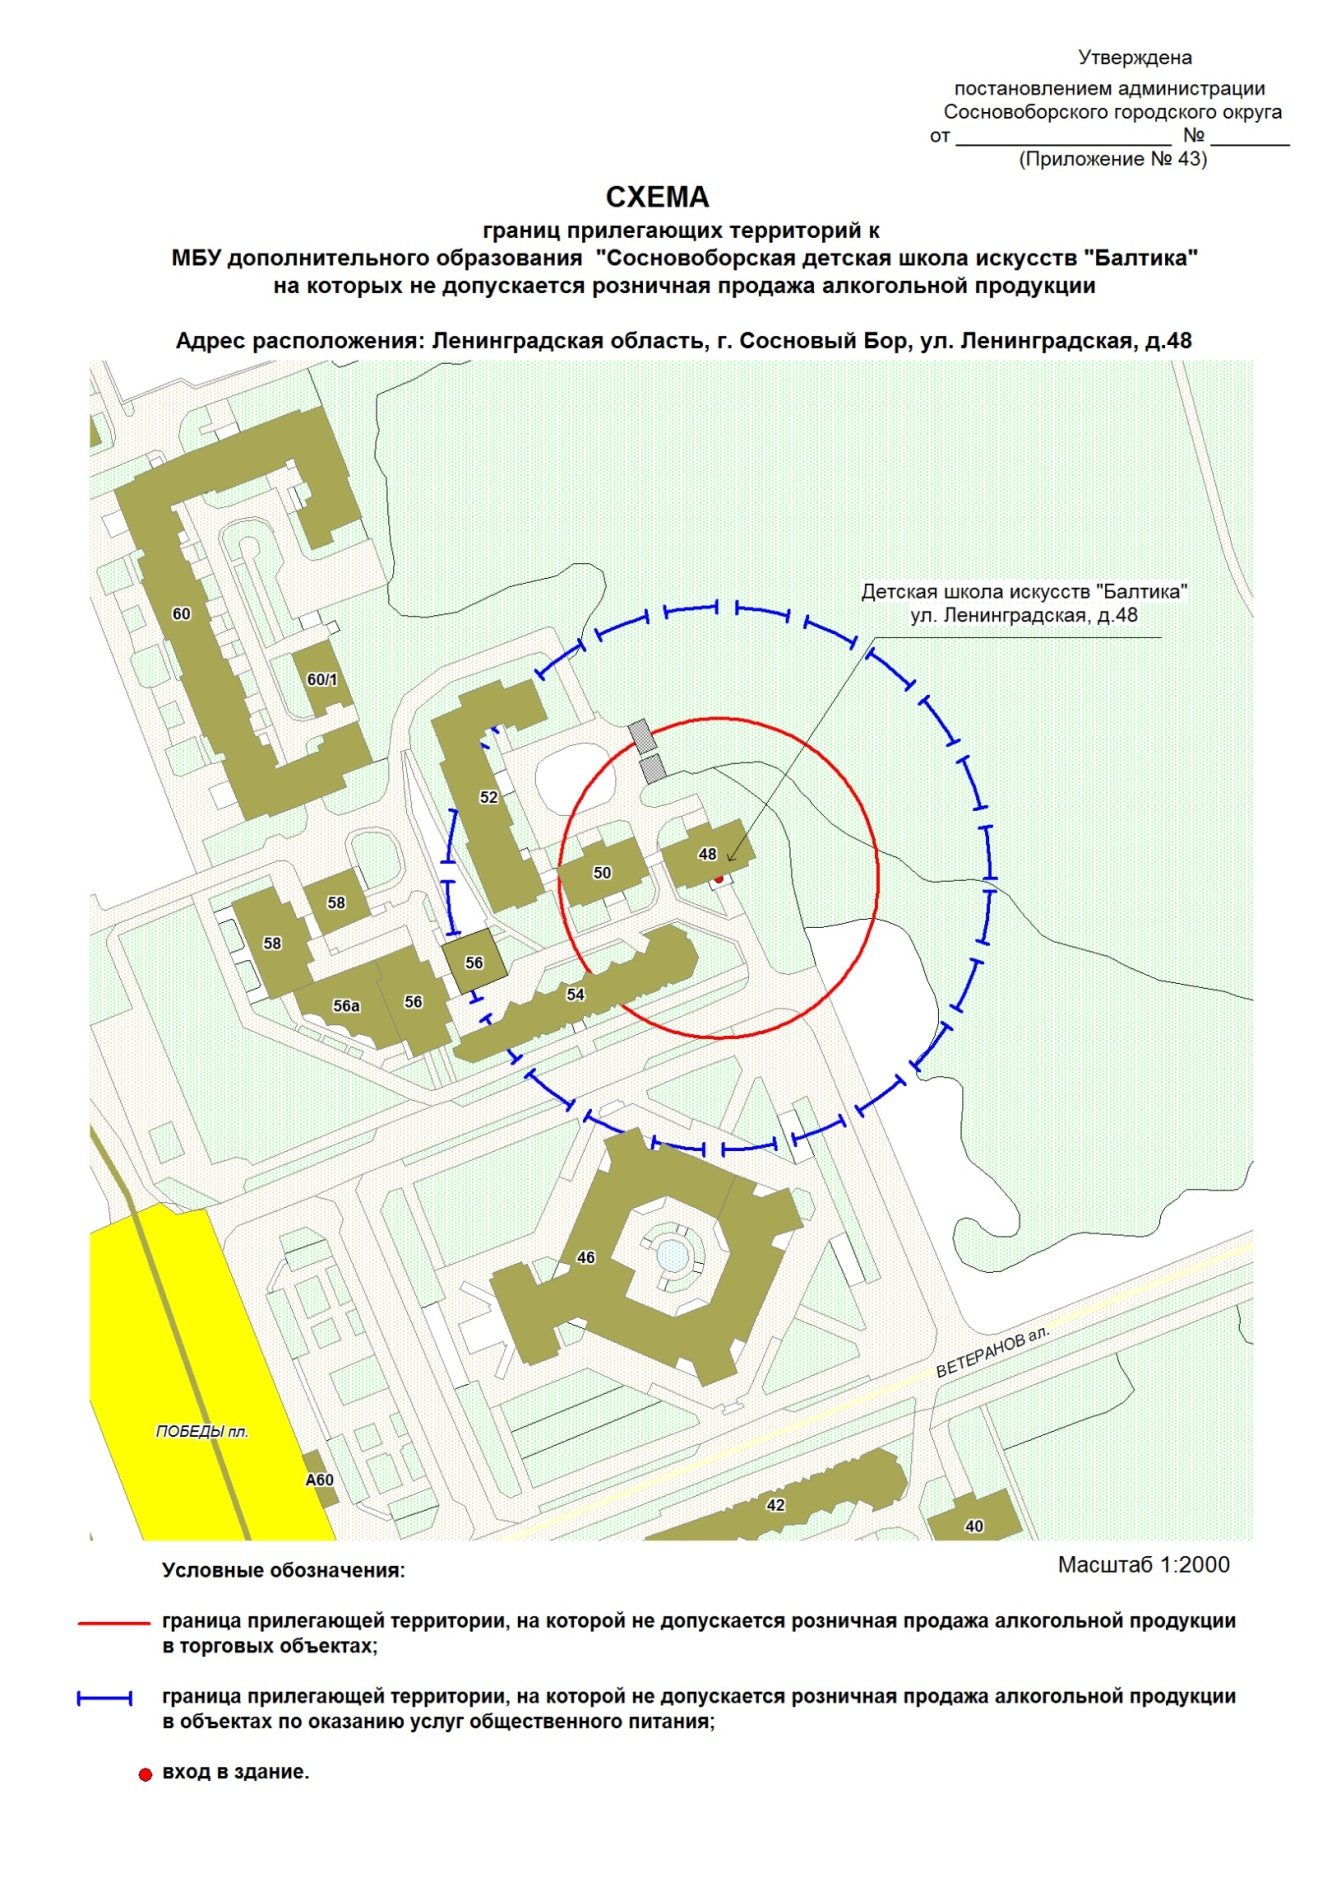 Утверждена
постановлением администрации
Сосновоборского городского округа
от ____________________ № _______
(Приложение № 43)
СХЕМА
границ прилегающих территорий к
МБУ дополнительного образования "Сосновоборская детская школа искусств "Балтика"
на которых не допускается розничная продажа алкогольной продукции
Адрес расположения: Ленинградская область, г. Сосновый Бор, ул. Ленинградская, д.48
Детская школа искусств "Балтика"
ул. Ленинградская, д.48
60
60/1
52
48
50
58
58
56
56
56а
54
46
ВЕТЕРАНОВ ал.
ПОБЕДЫ пл.
А60
42
40
Масштаб 1:2000
Условные обозначения:
граница прилегающей территории, на которой не допускается розничная продажа алкогольной продукции
в торговых объектах;
граница прилегающей территории, на которой не допускается розничная продажа алкогольной продукции
в объектах по оказанию услуг общественного питания;
вход в здание.